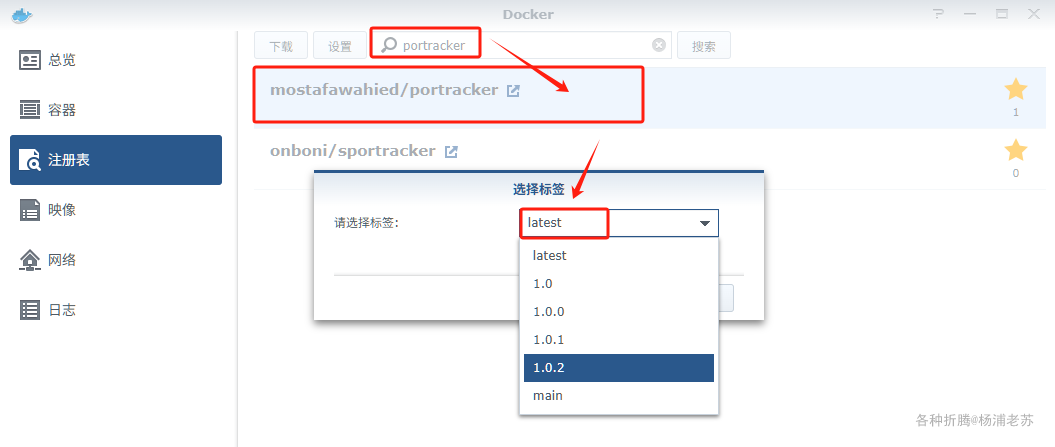 Docker
总览
容器
注册表
映像
网络
日志
下载 设置 portracker 搜索
mostafawahied/portracker
1
onboni/sportracker
0
选择标签
请选择标签:
latest
latest
1.0
1.0.0
1.0.1
1.0.2
main
各种折腾@杨浦老苏